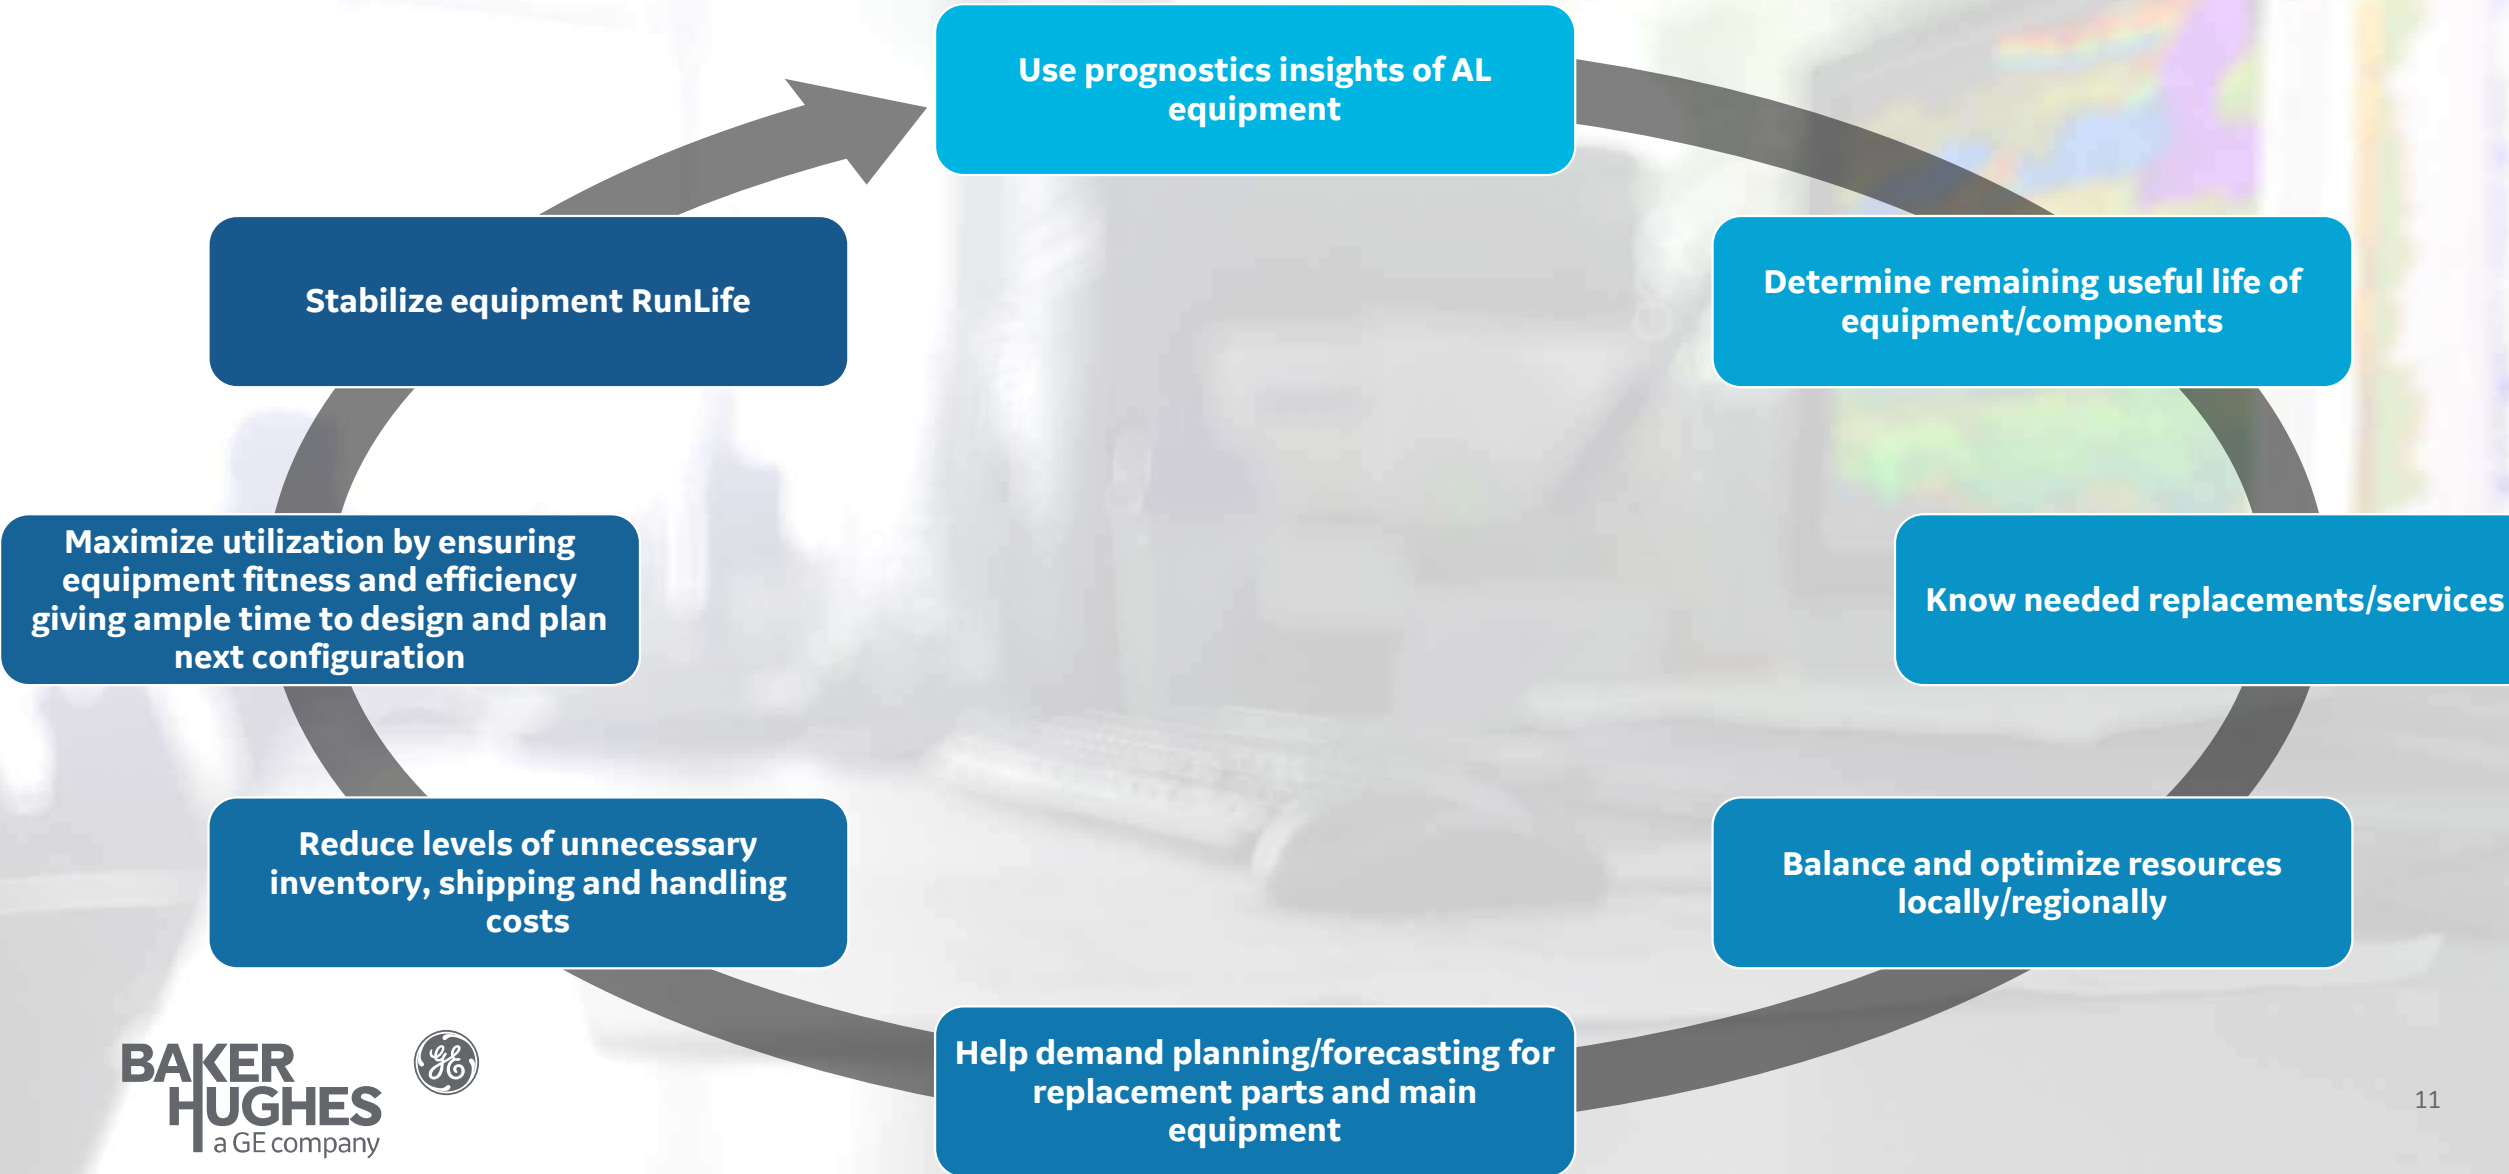 Use prognostics insights of AL
equipment
Determine remaining useful life of
equipment/components
Know needed replacements/services
Balance and optimize resources
locally/regionally
Help demand planning/forecasting for
replacement parts and main
equipment
Reduce levels of unnecessary
inventory, shipping and handling
costs
Maximize utilization by ensuring
equipment fitness and efficiency
giving ample time to design and plan
next configuration
Stabilize equipment RunLife
BAKER
HUGHES
a GE company
GE
11